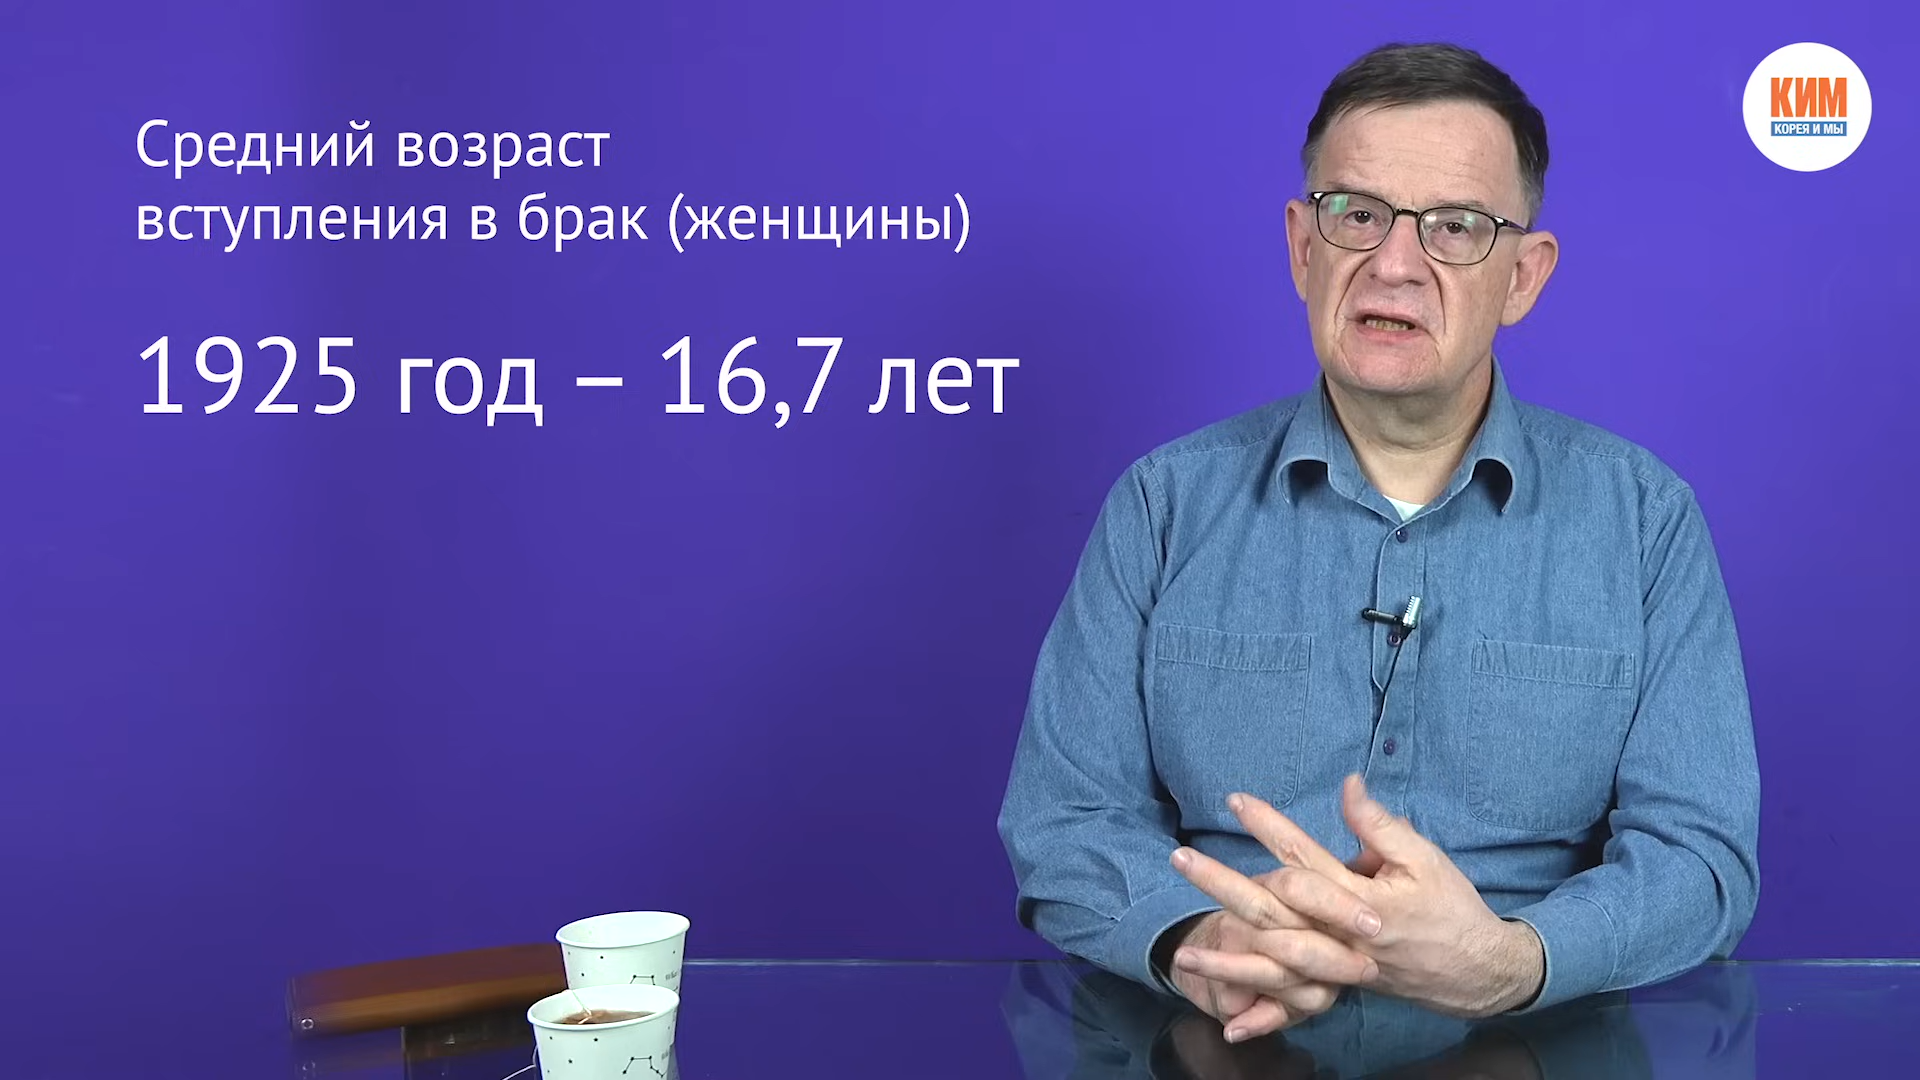 Средний возраст
вступления в брак (женщины)
1925 год – 16,7 лет
КИМ
КОРЕЯ И МЫ